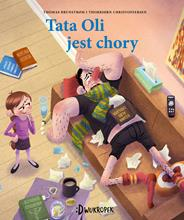 THOMAS BRUNSTRØM I THORBJØRN CHRISTOFFERSEN
Tata Oli
jest chory
DWUKROPEK